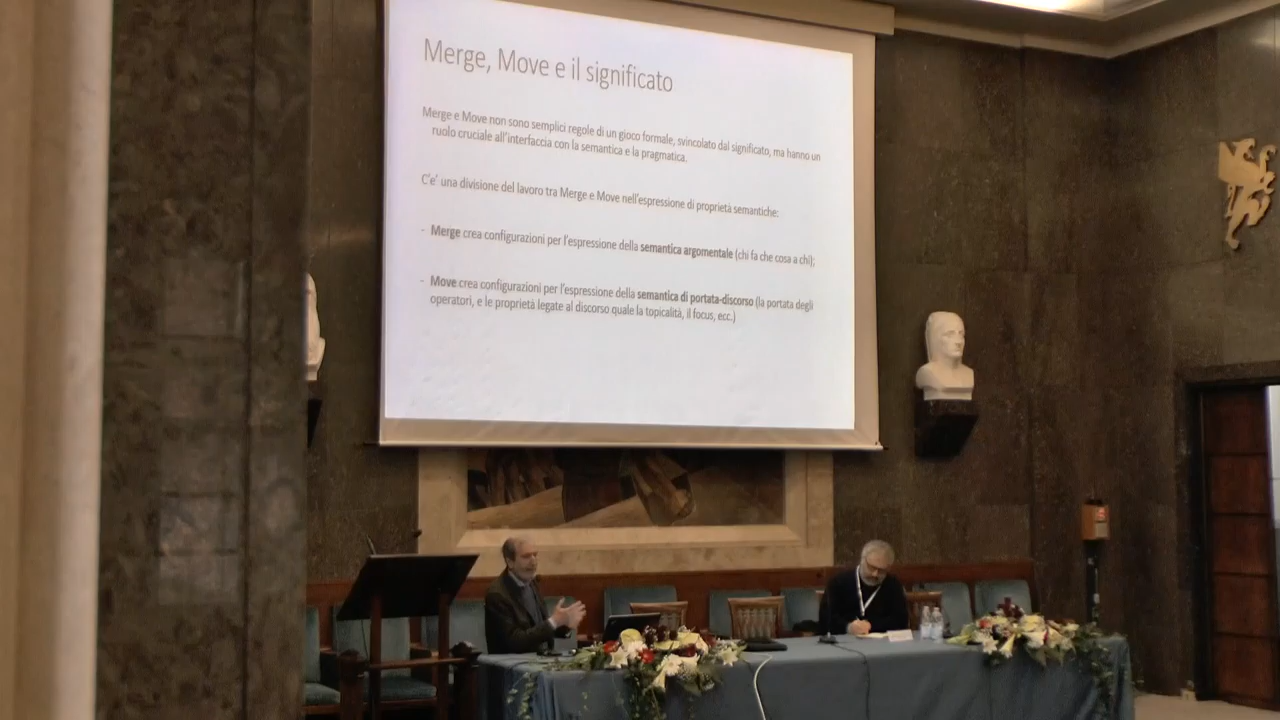 Merge, Move e il significato
Merge e Move non sono semplici regole di un gioco formale, svincolato dal significato, ma hanno un
ruolo cruciale all'interfaccia con la semantica e la pragmatica.
C'e' una divisione del lavoro tra Merge e Move nell'espressione di proprietà semantiche:
- Merge crea configurazioni per l'espressione della semantica argomentale (chi fa che cosa a chi);
- Move crea configurazioni per l'espressione della semantica di portata-discorso (la portata degli
operatori, e le proprietà legate al discorso quale la topicalità, il focus, ecc.)